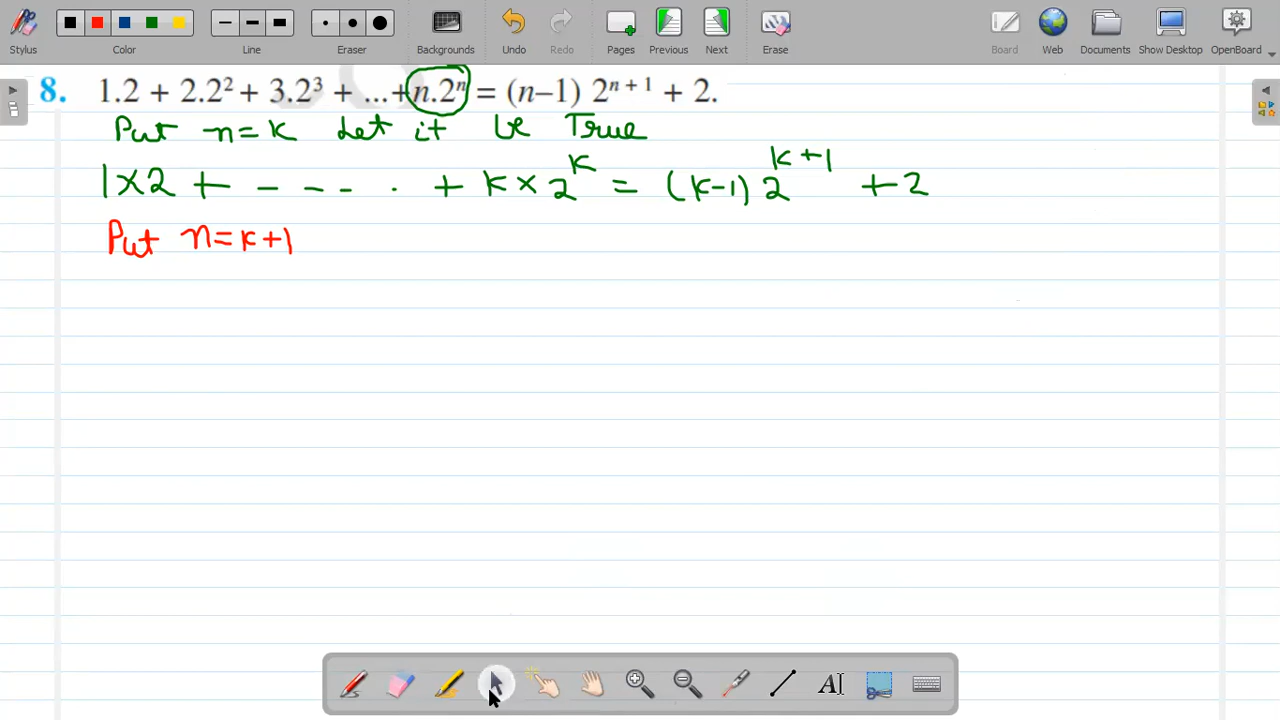 Stylus Color Line Eraser Backgrounds Undo Redo Pages Previous Next Erase Board Web Documents Show Desktop OpenBoard
8. 1.2 + 2.2² + 3.2³ + ...+n.2ⁿ = (n–1) 2ⁿ⁺¹ + 2.
Put n=k Let it be True
1×2 + – – – – . + k×2ᵏ = (k-1) 2ᵏ⁺¹ +2
Put n=k+1